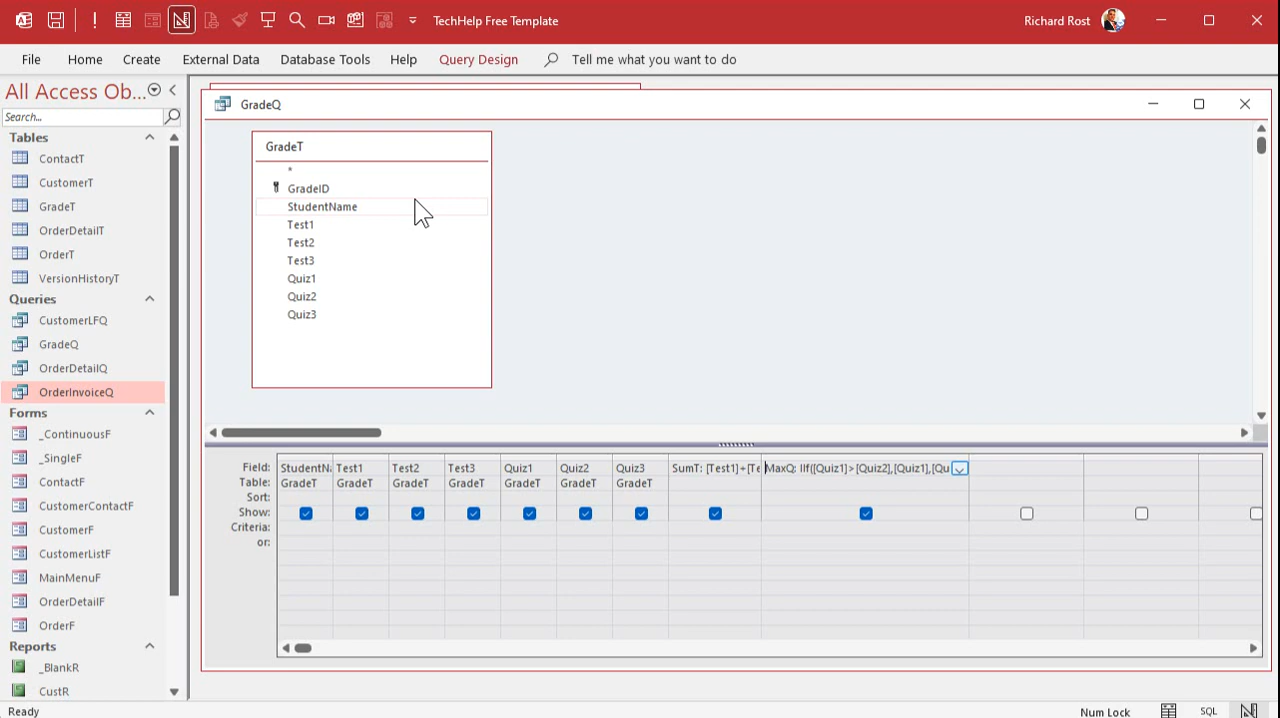 TechHelp Free Template
Richard Rost
File Home Create External Data Database Tools Help Query Design Tell me what you want to do
All Access Ob...
Search...
Tables
ContactT
CustomerT
GradeT
OrderDetailT
OrderT
VersionHistoryT
Queries
CustomerLFQ
GradeQ
OrderDetailQ
OrderInvoiceQ
Forms
_ContinuousF
_SingleF
ContactF
CustomerContactF
CustomerF
CustomerListF
MainMenuF
OrderDetailF
OrderF
Reports
_BlankR
CustR
GradeQ
GradeT
*
GradeID
StudentName
Test1
Test2
Test3
Quiz1
Quiz2
Quiz3
Field: StudentNa Test1 Test2 Test3 Quiz1 Quiz2 Quiz3 SumT: [Test1]+[Te MaxQ: IIf([Quiz1]>[Quiz2],[Quiz1],[Qu
Table: GradeT GradeT GradeT GradeT GradeT GradeT GradeT
Sort:
Show:
Criteria:
or:
Ready
Num Lock
SQL